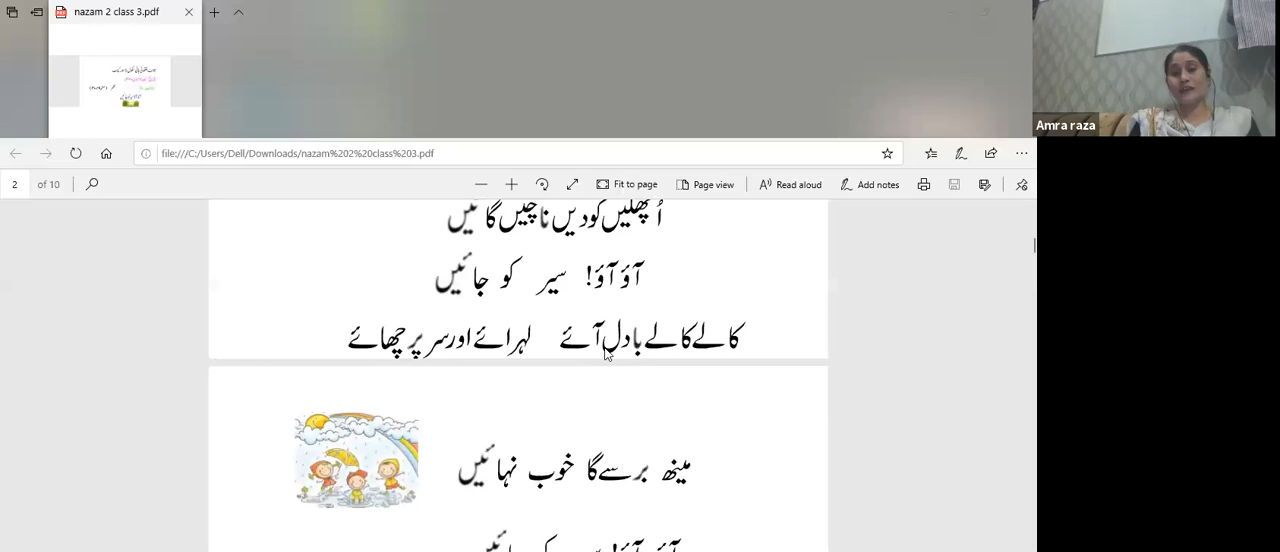 nazam 2 class 3.pdf
Amra raza
file:///C:/Users/Dell/Downloads/nazam%202%20class%203.pdf
2 of 10
Fit to page
Page view
Read aloud
Add notes
اُچھلیں کودیں ناچیں گائیں
آؤ آؤ! سیر کو جائیں
کالے کالے بادل آئے لہرائے اور سر پر چھائے
مینھ برسے گا خوب نہائیں